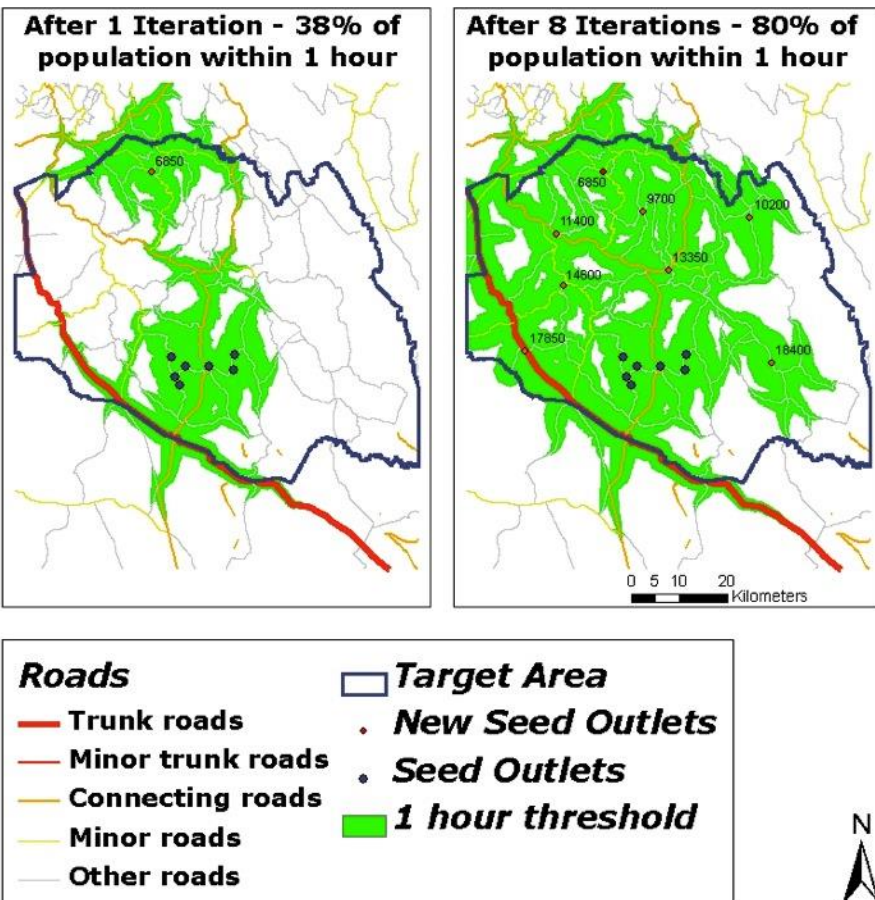 After 1 Iteration - 38% of
population within 1 hour
6850
After 8 Iterations - 80% of
population within 1 hour
6850
9700
10200
11400
13350
14600
17850
18400
0 5 10 20
Kilometers
Roads
Trunk roads
Minor trunk roads
Connecting roads
Minor roads
Other roads
Target Area
New Seed Outlets
Seed Outlets
1 hour threshold
N